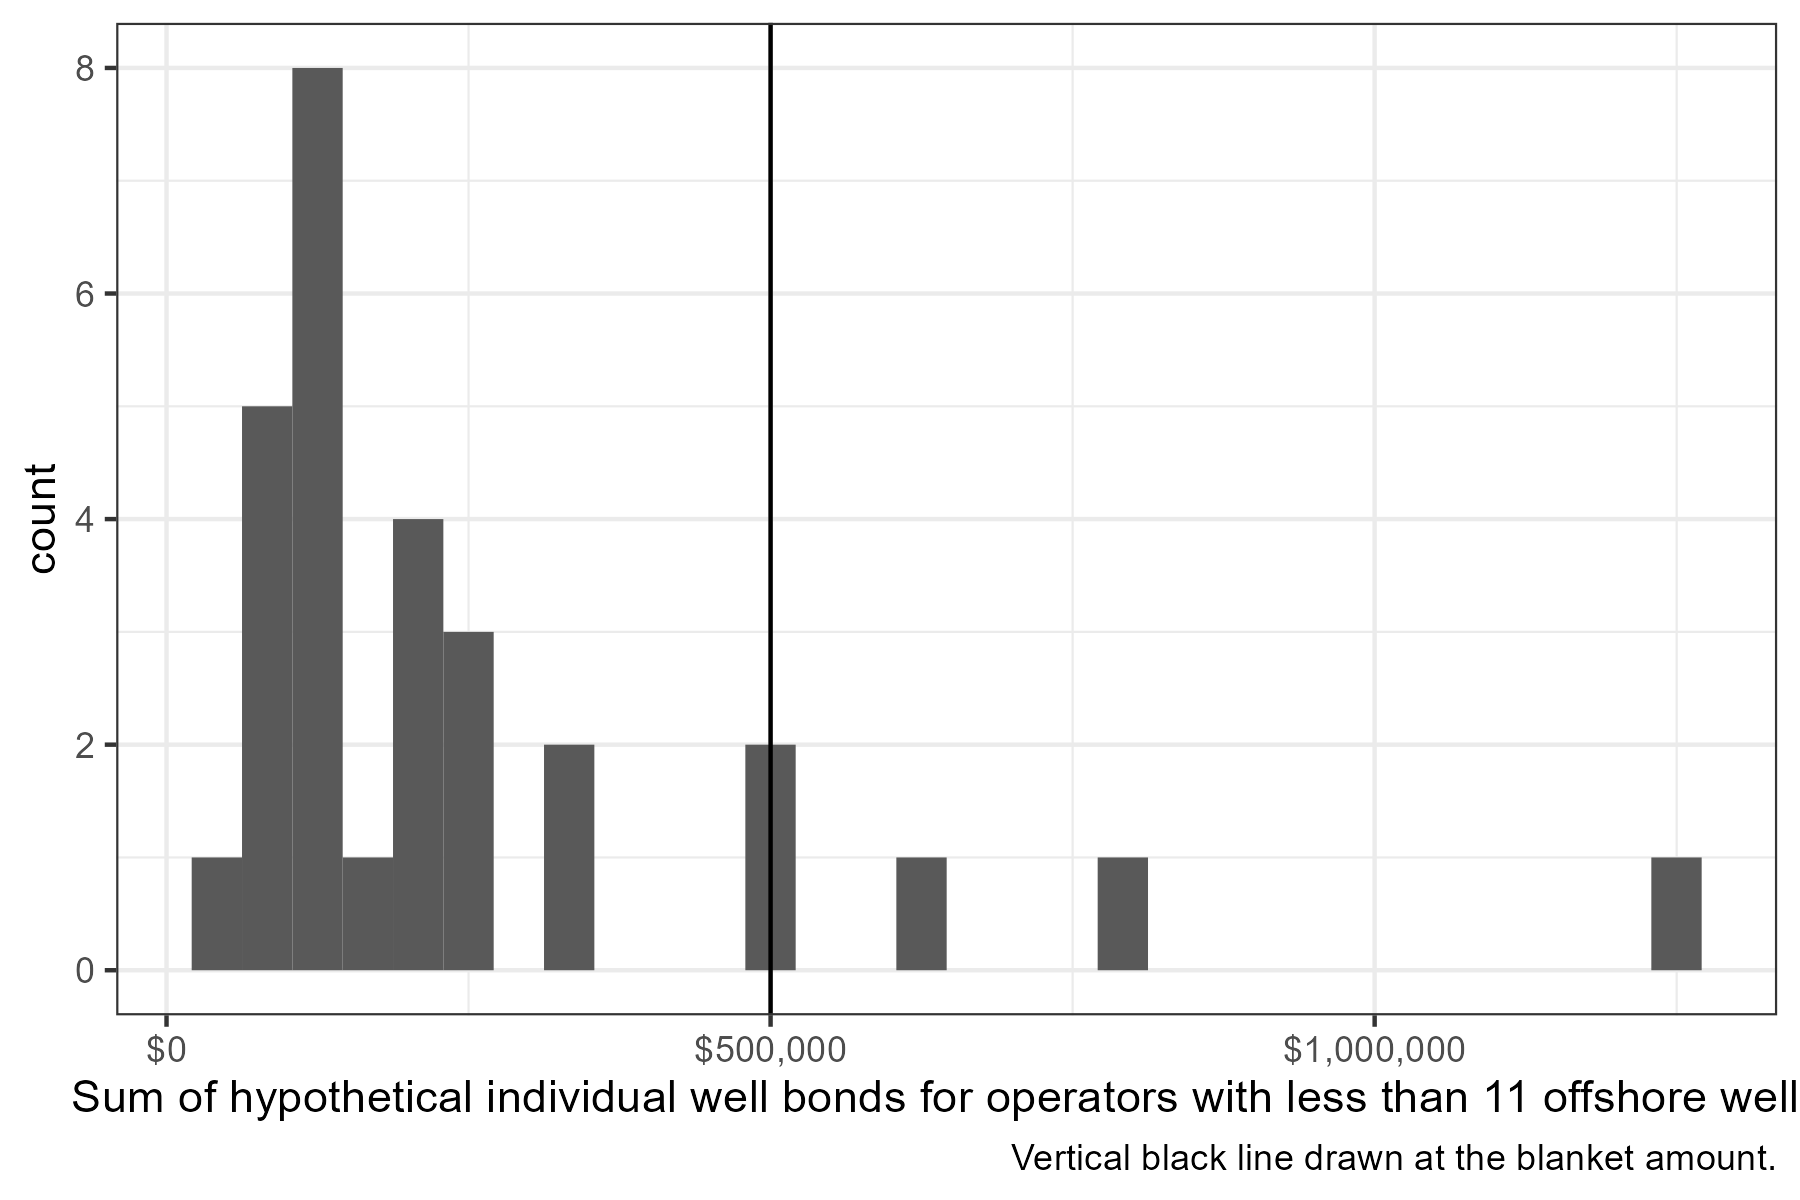 8
6
4
2
0
count
$0
$500,000
$1,000,000
Sum of hypothetical individual well bonds for operators with less than 11 offshore well
Vertical black line drawn at the blanket amount.